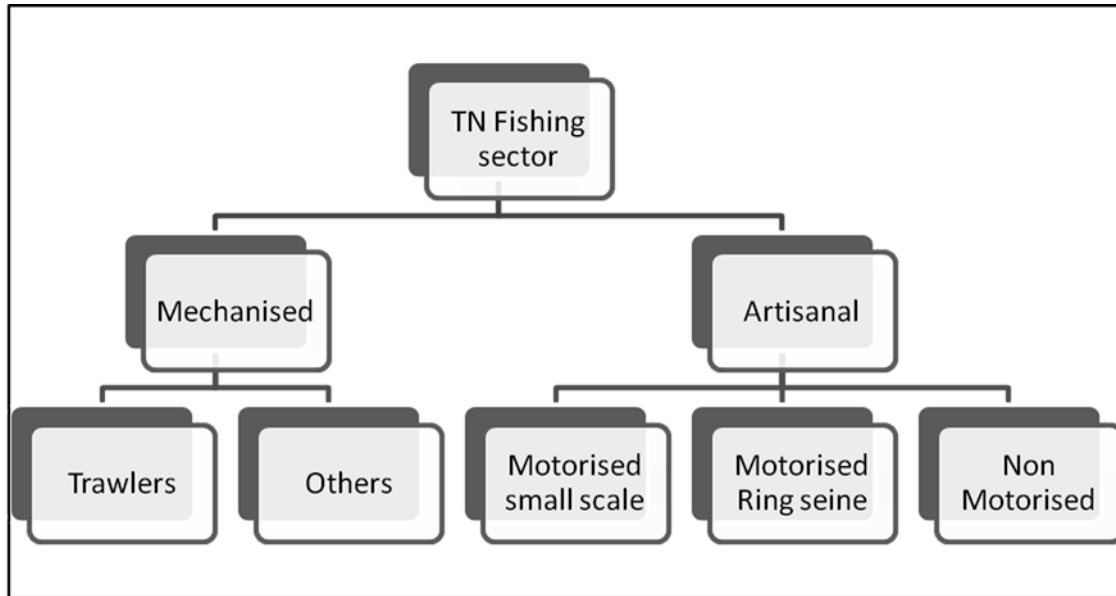 TN Fishing
sector
Mechanised
Artisanal
Trawlers
Others
Motorised
small scale
Motorised
Ring seine
Non
Motorised